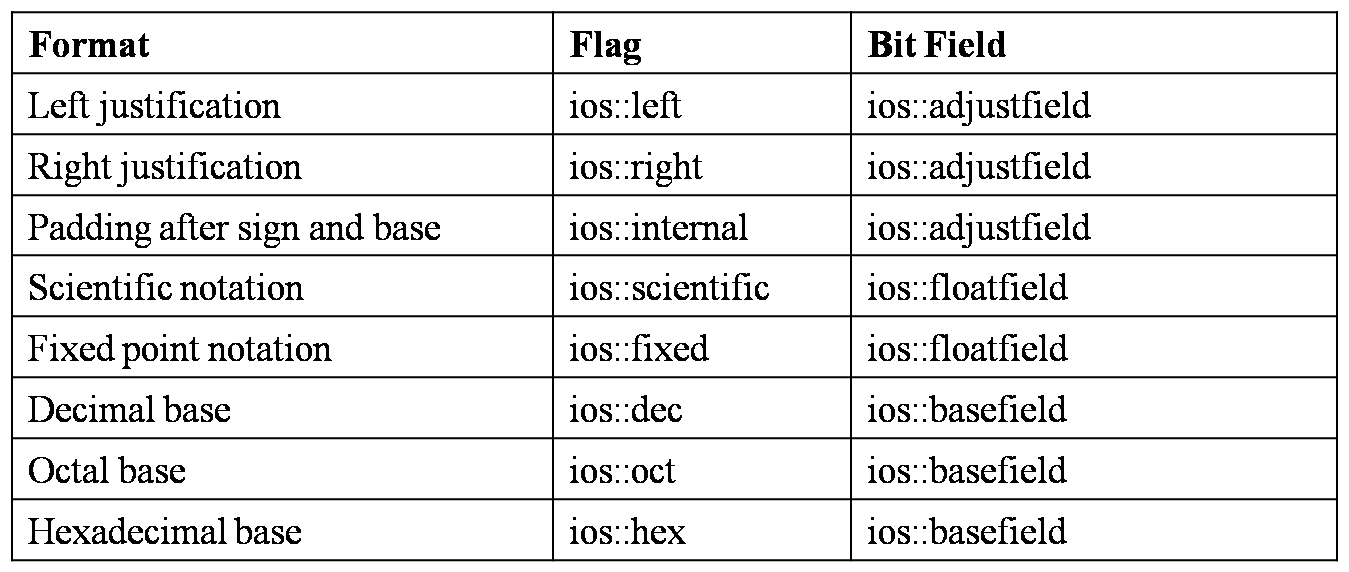 Format Flag Bit Field
Left justification ios::left ios::adjustfield
Right justification ios::right ios::adjustfield
Padding after sign and base ios::internal ios::adjustfield
Scientific notation ios::scientific ios::floatfield
Fixed point notation ios::fixed ios::floatfield
Decimal base ios::dec ios::basefield
Octal base ios::oct ios::basefield
Hexadecimal base ios::hex ios::basefield